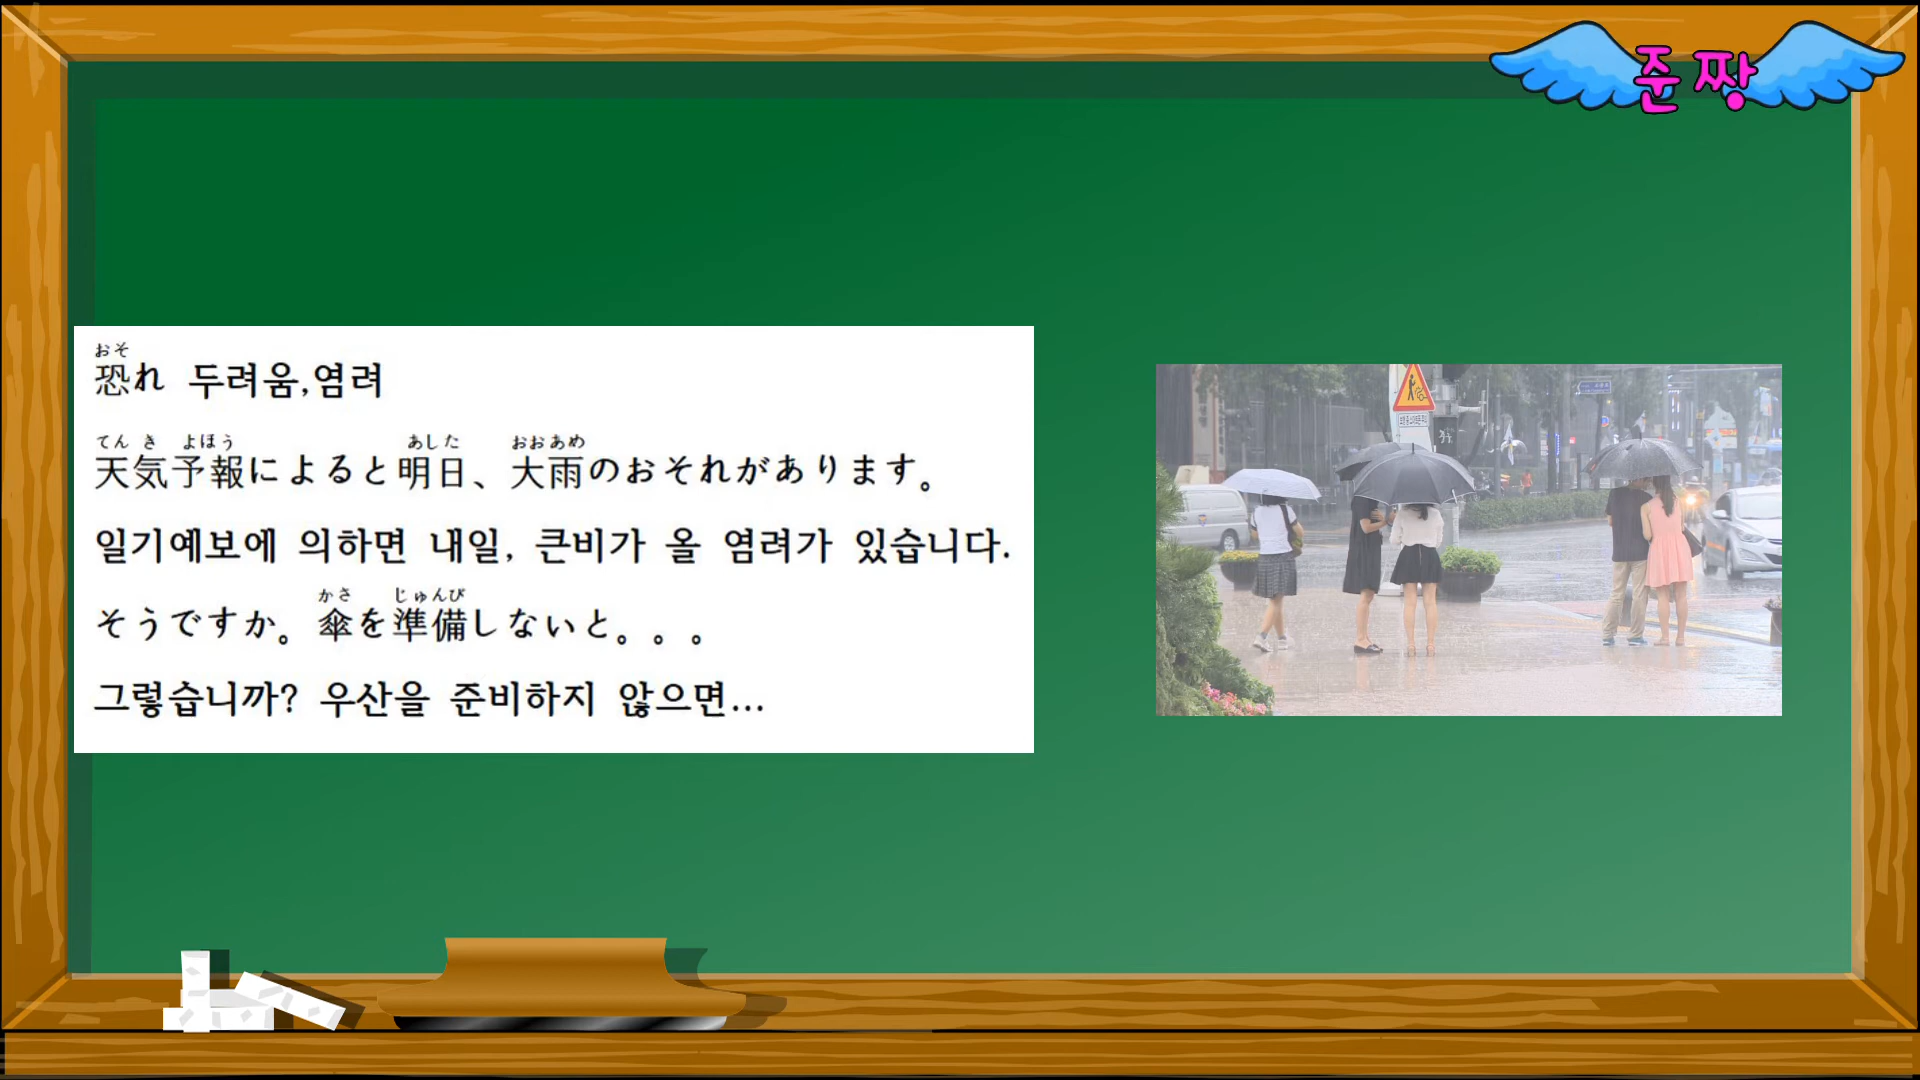 준짱
おそ
恐れ 두려움,염려
てん き よほう あした おおあめ
天気予報によると明日、大雨のおそれがあります。
일기예보에 의하면 내일, 큰비가 올 염려가 있습니다.
かさ じゅんび
そうですか。傘を準備しないと。。。
그렇습니까? 우산을 준비하지 않으면...